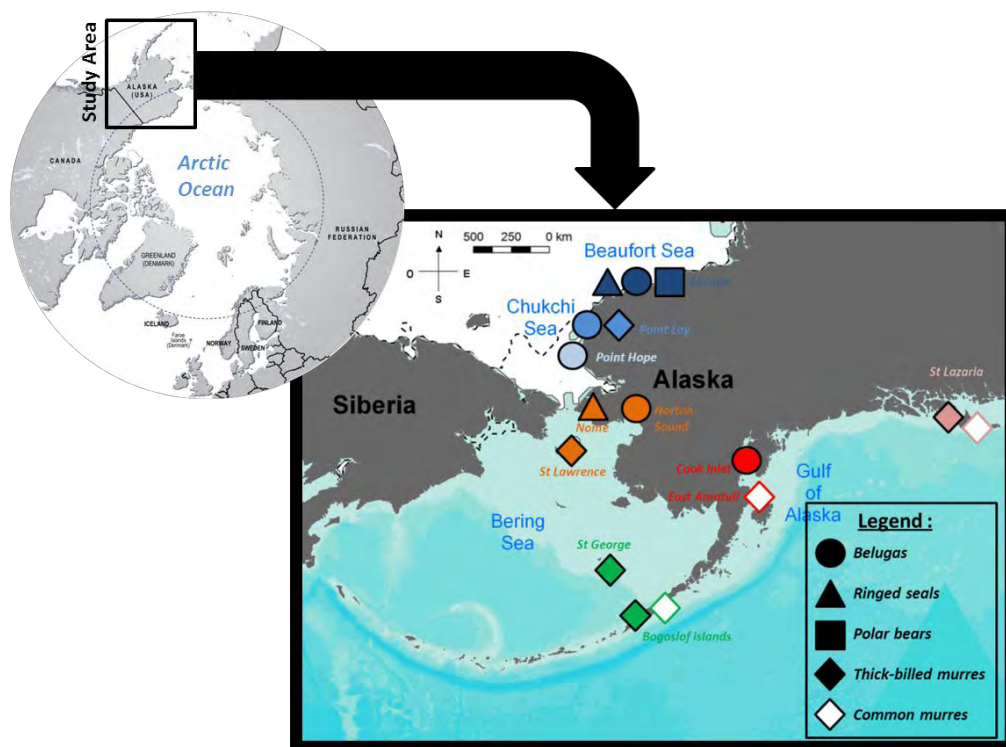 Study Area
ALASKA
(USA)
CANADA
Arctic
Ocean
RUSSIAN
FEDERATION
GREENLAND
(DENMARK)
ICELAND
Faroe
Islands
(Denmark)
NORWAY
SWEDEN
FINLAND
N
O
E
S
500 250 0 km
Beaufort Sea
Chukchi
Sea
Point Lay
Point Hope
Alaska
Siberia
St Lazaria
Nome
Norton
Sound
St Lawrence
Cook Inlet
East Amatuli
Gulf
of
Alaska
Bering
Sea
St George
Bogoslof islands
Legend :
Belugas
Ringed seals
Polar bears
Thick-billed murres
Common murres